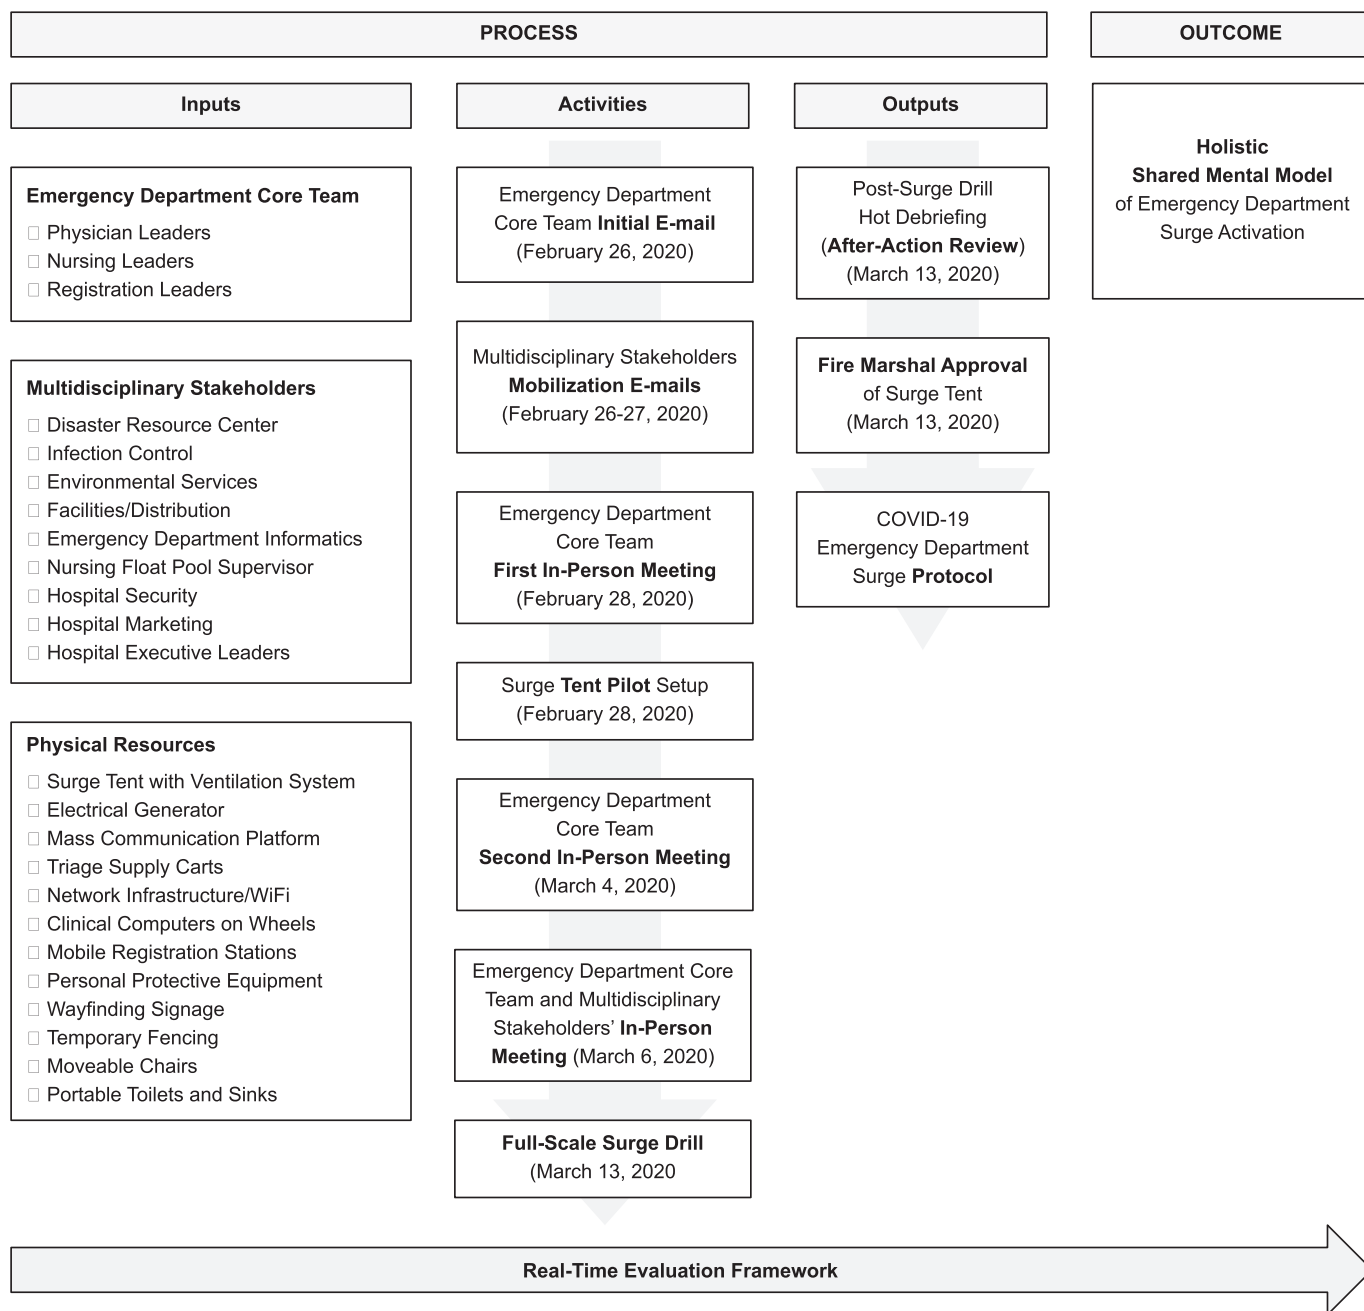 PROCESS
OUTCOME
Inputs
Activities
Outputs
Emergency Department Core Team
Physician Leaders
Nursing Leaders
Registration Leaders
Multidisciplinary Stakeholders
Disaster Resource Center
Infection Control
Environmental Services
Facilities/Distribution
Emergency Department Informatics
Nursing Float Pool Supervisor
Hospital Security
Hospital Marketing
Hospital Executive Leaders
Physical Resources
Surge Tent with Ventilation System
Electrical Generator
Mass Communication Platform
Triage Supply Carts
Network Infrastructure/WiFi
Clinical Computers on Wheels
Mobile Registration Stations
Personal Protective Equipment
Wayfinding Signage
Temporary Fencing
Moveable Chairs
Portable Toilets and Sinks
Emergency Department
Core Team Initial E-mail
(February 26, 2020)
Multidisciplinary Stakeholders
Mobilization E-mails
(February 26-27, 2020)
Emergency Department
Core Team
First In-Person Meeting
(February 28, 2020)
Surge Tent Pilot Setup
(February 28, 2020)
Emergency Department
Core Team
Second In-Person Meeting
(March 4, 2020)
Emergency Department Core
Team and Multidisciplinary
Stakeholders’ In-Person
Meeting (March 6, 2020)
Full-Scale Surge Drill
(March 13, 2020
Post-Surge Drill
Hot Debriefing
(After-Action Review)
(March 13, 2020)
Fire Marshal Approval
of Surge Tent
(March 13, 2020)
COVID-19
Emergency Department
Surge Protocol
Holistic
Shared Mental Model
of Emergency Department
Surge Activation
Real-Time Evaluation Framework